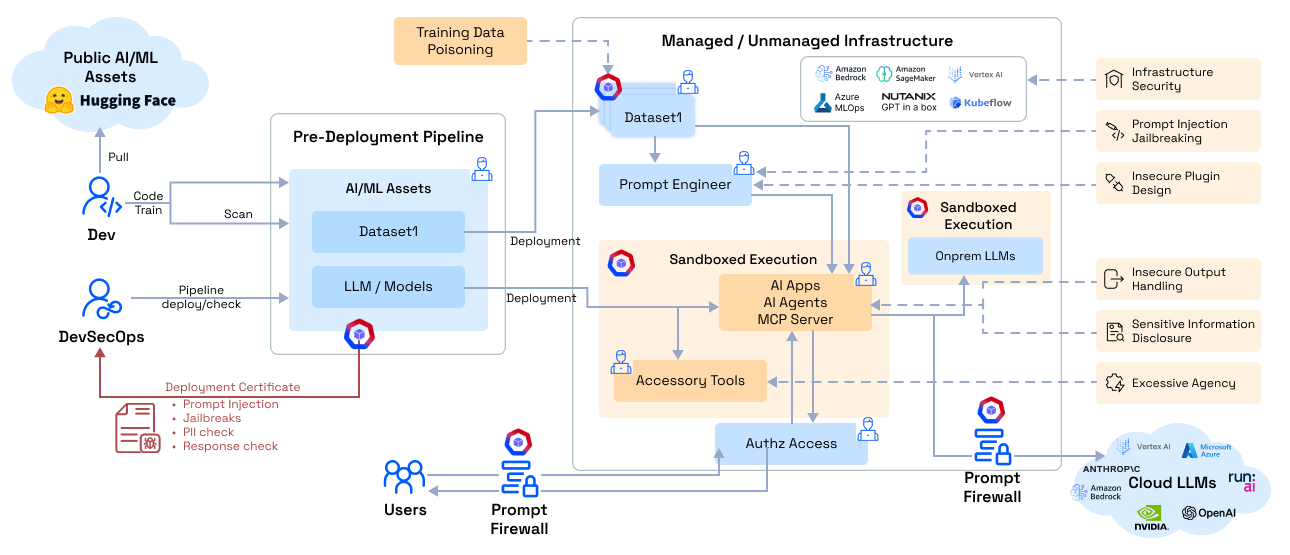 Public AI/ML
Assets
Hugging Face
Pull
Dev
Code
Train
Scan
DevSecOps
Pipeline
deploy/check
Pre-Deployment Pipeline
AI/ML Assets
Dataset1
LLM / Models
Deployment
Deployment
Deployment Certificate
• Prompt Injection
• Jailbreaks
• PII check
• Response check
Users
Prompt
Firewall
Training Data
Poisoning
Managed / Unmanaged Infrastructure
Amazon
Bedrock
Amazon
SageMaker
Vertex AI
Azure
MLOps
NUTANIX
GPT in a box
Kubeflow
Dataset1
Prompt Engineer
Sandboxed Execution
AI Apps
AI Agents
MCP Server
Accessory Tools
Authz Access
Sandboxed
Execution
Onprem LLMs
Prompt
Firewall
Infrastructure
Security
Prompt Injection
Jailbreaking
Insecure Plugin
Design
Insecure Output
Handling
Sensitive Information
Disclosure
Excessive Agency
Vertex AI
Microsoft
Azure
ANTHROP\C
Amazon
Bedrock
Cloud LLMs
run:
ai
NVIDIA.
OpenAI